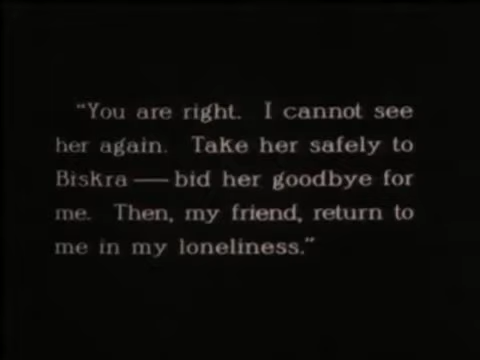 “You are right. I cannot see
her again. Take her safely to
Biskra — bid her goodbye for
me. Then, my friend, return to
me in my loneliness.”